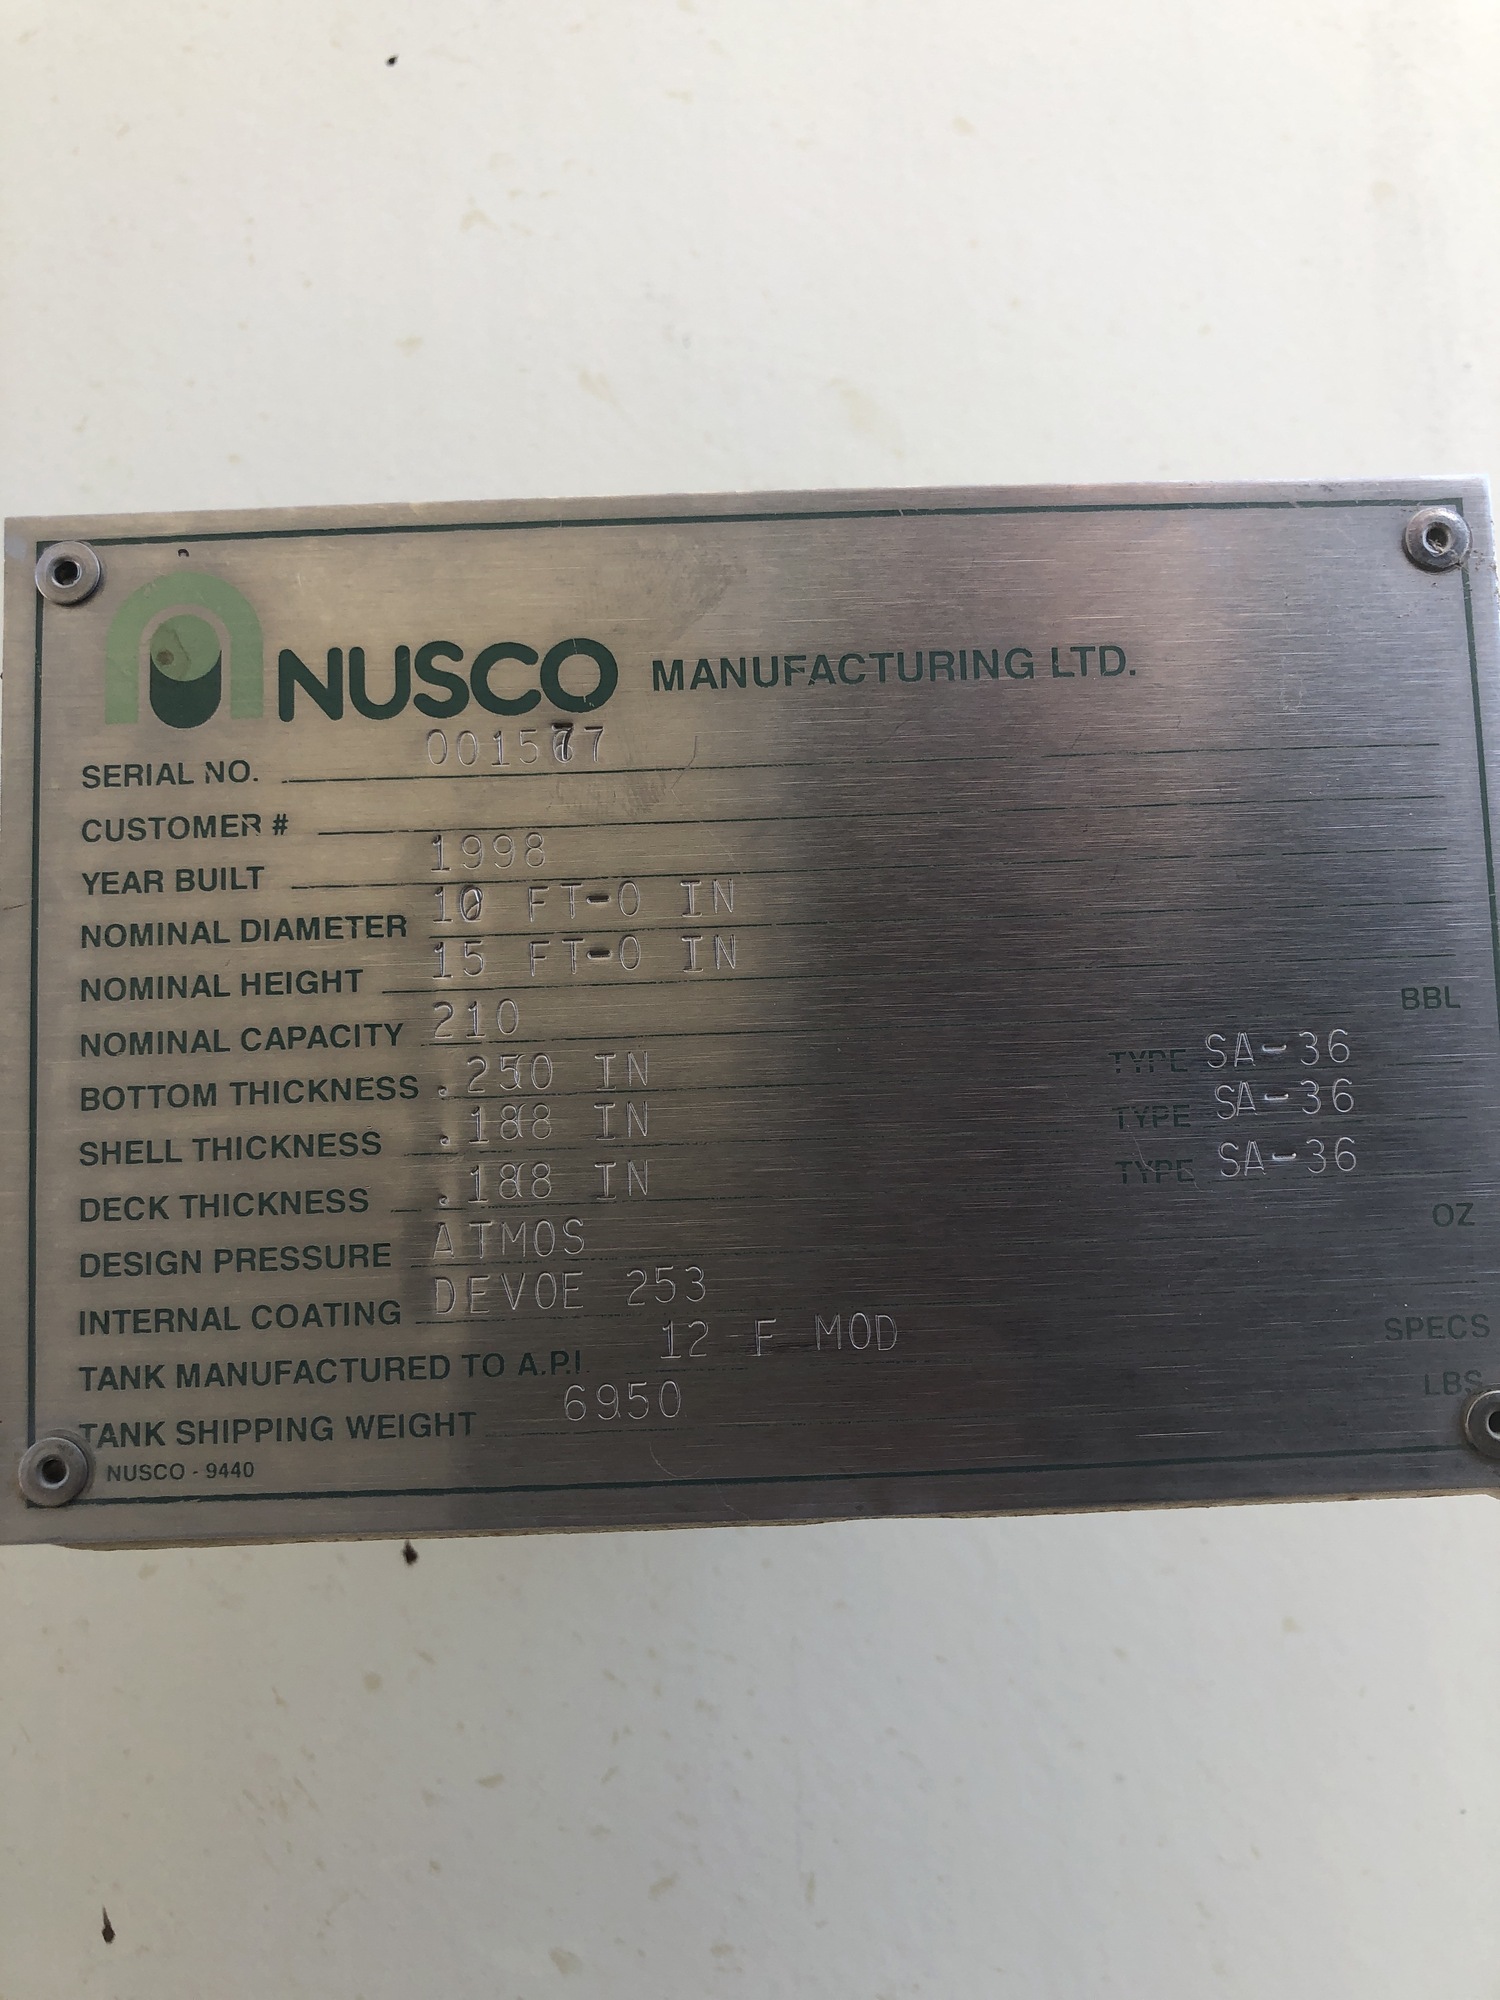 NUSCO MANUFACTURING LTD.
SERIAL NO. 001577
CUSTOMER #
YEAR BUILT 1998
NOMINAL DIAMETER 10 FT-0 IN
NOMINAL HEIGHT 15 FT-0 IN
NOMINAL CAPACITY 210 BBL
BOTTOM THICKNESS .250 IN TYPE SA-36
SHELL THICKNESS .188 IN TYPE SA-36
DECK THICKNESS .188 IN TYPE SA-36
DESIGN PRESSURE ATMOS OZ
INTERNAL COATING DEVOE 253
TANK MANUFACTURED TO A.P.I. 12 F MOD SPECS
TANK SHIPPING WEIGHT 6950 LBS
NUSCO - 9440